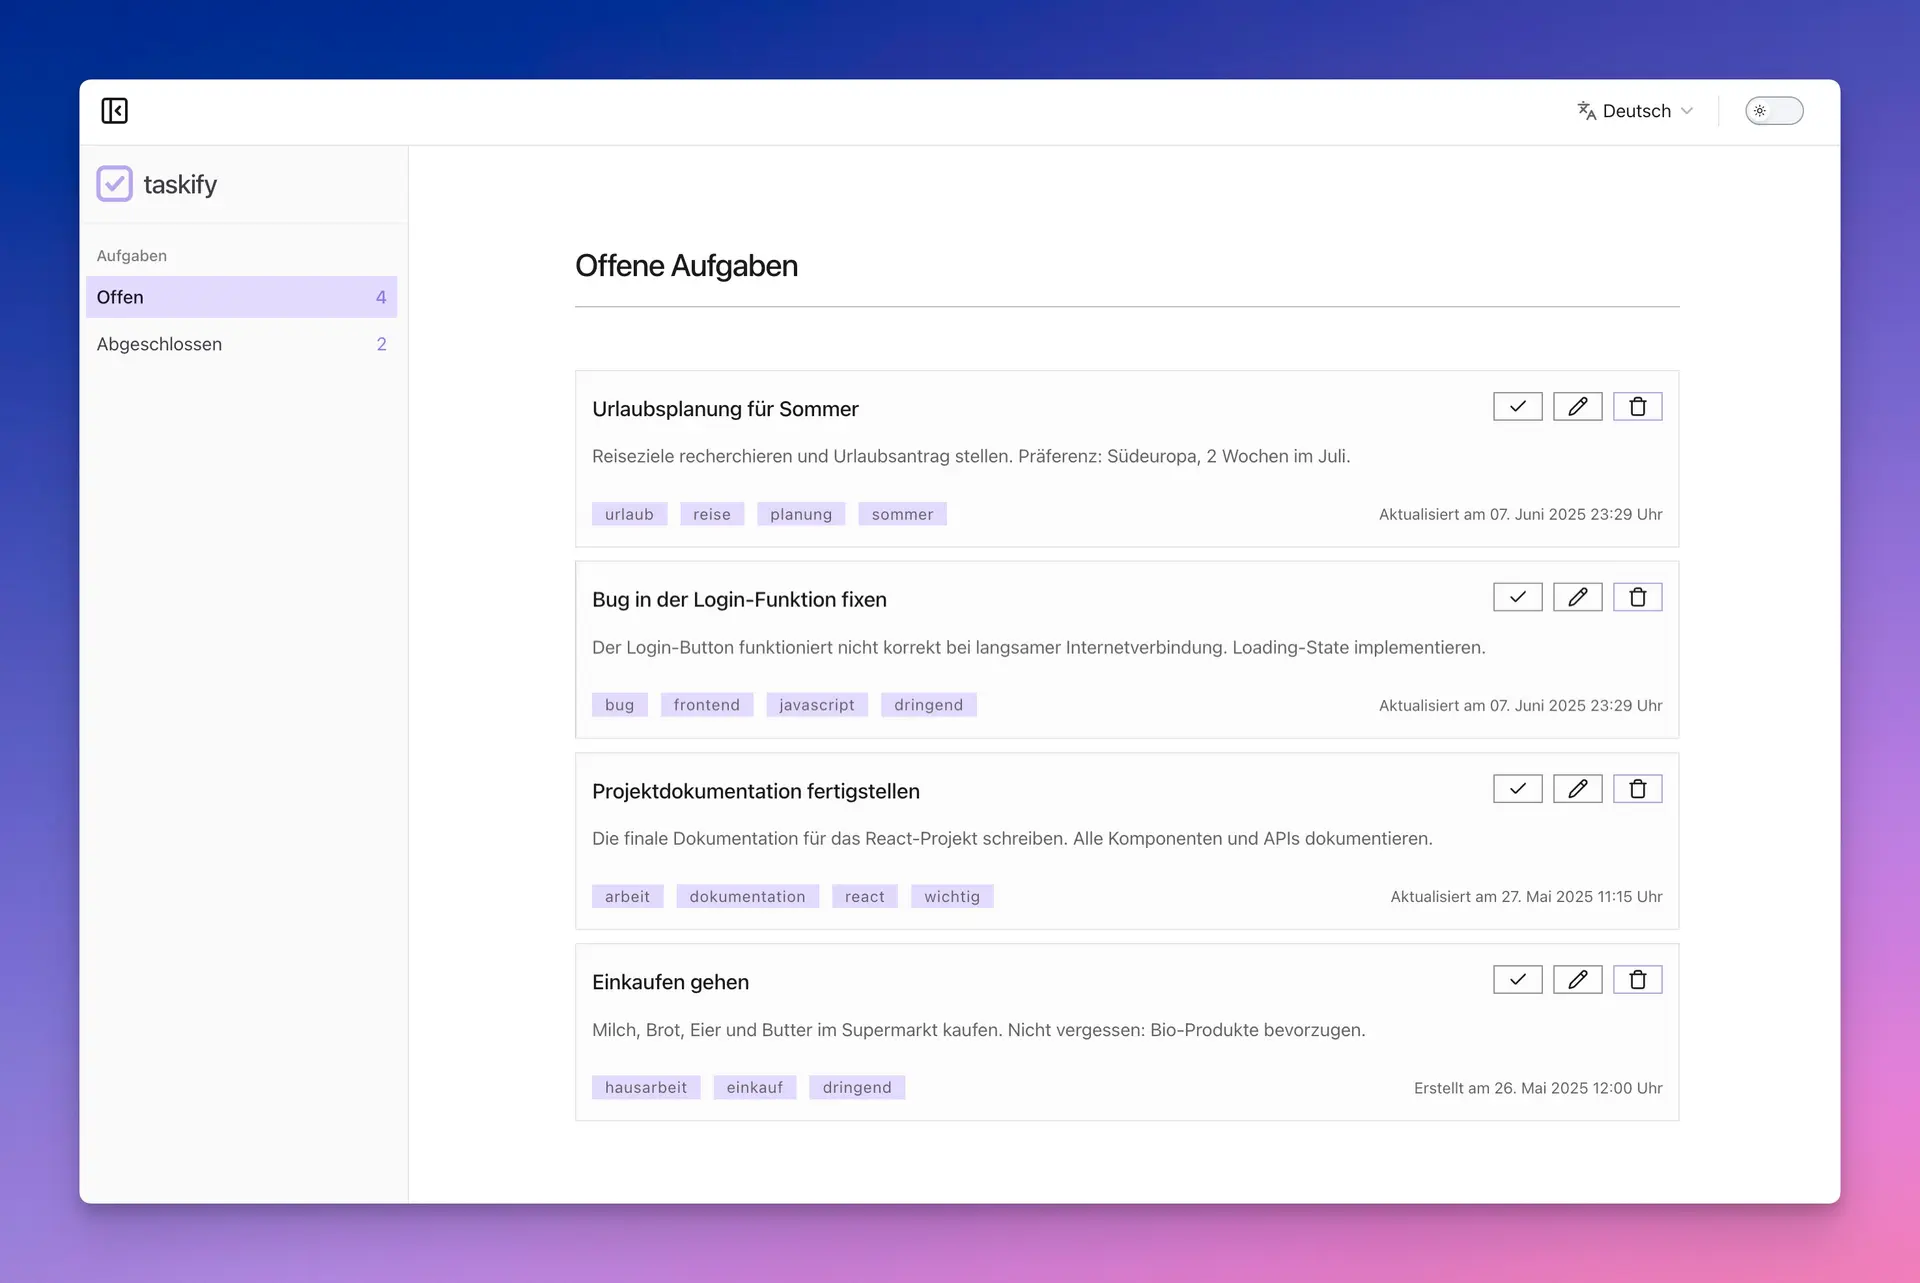 Deutsch
taskify
Aufgaben
Offen 4
Abgeschlossen 2
Offene Aufgaben
Urlaubsplanung für Sommer
Reiseziele recherchieren und Urlaubsantrag stellen. Präferenz: Südeuropa, 2 Wochen im Juli.
urlaub reise planung sommer Aktualisiert am 07. Juni 2025 23:29 Uhr
Bug in der Login-Funktion fixen
Der Login-Button funktioniert nicht korrekt bei langsamer Internetverbindung. Loading-State implementieren.
bug frontend javascript dringend Aktualisiert am 07. Juni 2025 23:29 Uhr
Projektdokumentation fertigstellen
Die finale Dokumentation für das React-Projekt schreiben. Alle Komponenten und APIs dokumentieren.
arbeit dokumentation react wichtig Aktualisiert am 27. Mai 2025 11:15 Uhr
Einkaufen gehen
Milch, Brot, Eier und Butter im Supermarkt kaufen. Nicht vergessen: Bio-Produkte bevorzugen.
hausarbeit einkauf dringend Erstellt am 26. Mai 2025 12:00 Uhr